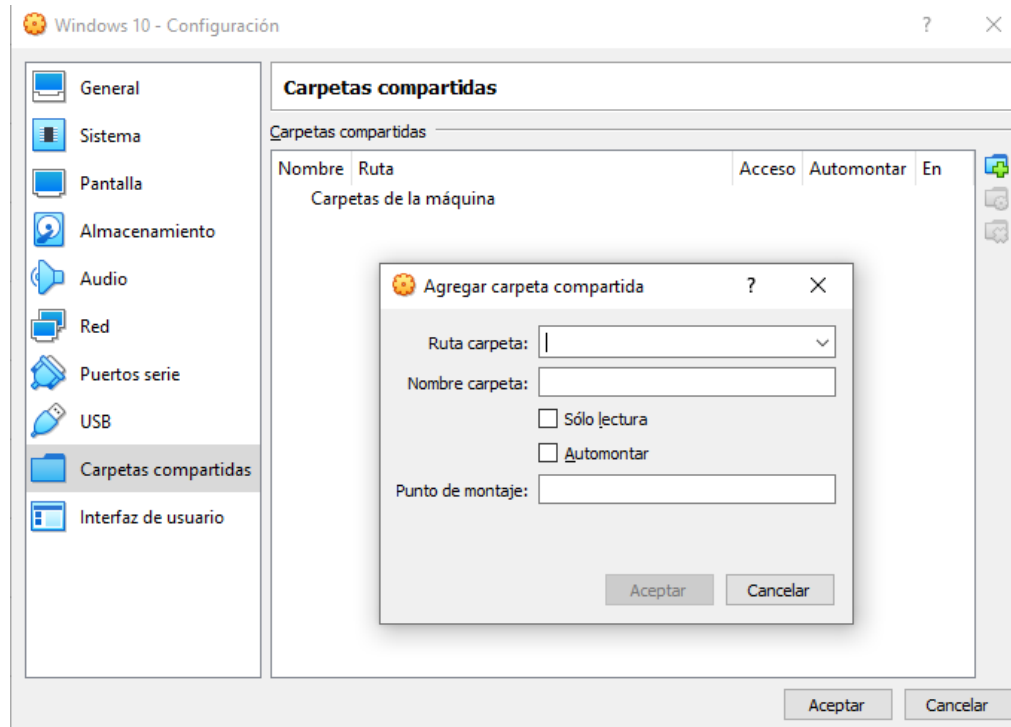 Windows 10 - Configuración ?
General
Sistema
Pantalla
Almacenamiento
Audio
Red
Puertos serie
USB
Carpetas compartidas
Interfaz de usuario
Carpetas compartidas
Carpetas compartidas
Nombre Ruta Acceso Automontar En
Carpetas de la máquina
Agregar carpeta compartida ?
Ruta carpeta:
Nombre carpeta:
Sólo lectura
Automontar
Punto de montaje:
Aceptar Cancelar
Aceptar Cancelar